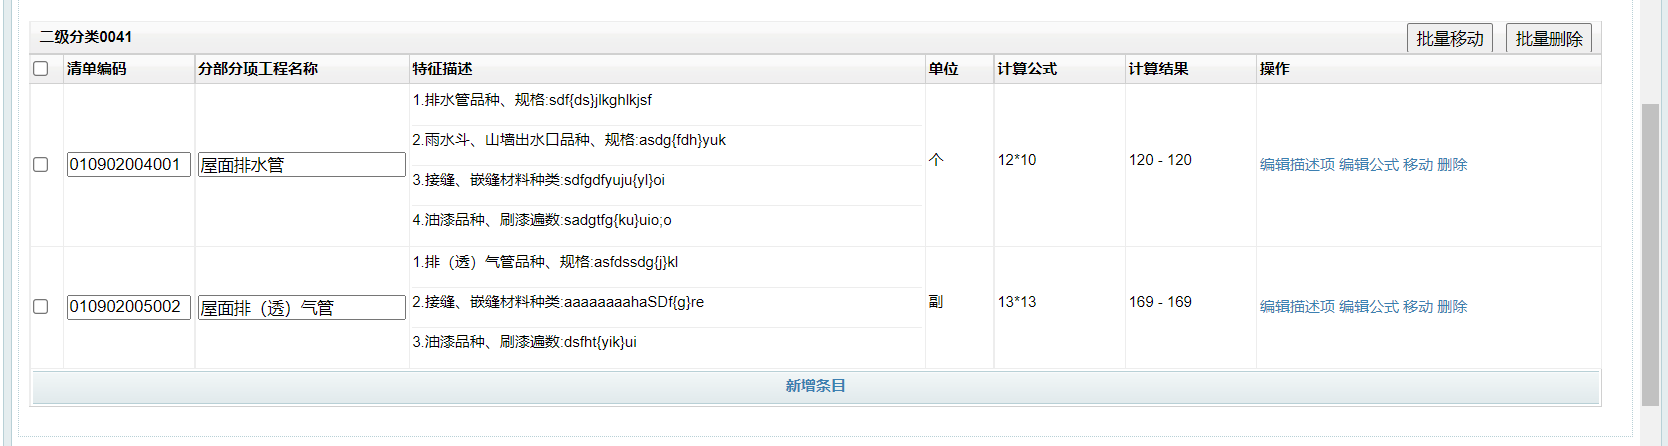 二级分类0041 批量移动 批量删除
清单编码 分部分项工程名称 特征描述 单位 计算公式 计算结果 操作
1.排水管品种、规格:sdf{ds}jlkghlkjsf
2.雨水斗、山墙出水口品种、规格:asdg{fdh}yuk
010902004001 屋面排水管 个 12*10 120 - 120 编辑描述项 编辑公式 移动 删除
3.接缝、嵌缝材料种类:sdfgdfyuju{yl}oi
4.油漆品种、刷漆遍数:sadgtfg{ku}uio;o
1.排（透）气管品种、规格:asfdssdg{j}kl
010902005002 屋面排（透）气管 2.接缝、嵌缝材料种类:aaaaaaaahaSDf{g}re 副 13*13 169 - 169 编辑描述项 编辑公式 移动 删除
3.油漆品种、刷漆遍数:dsfht{yik}ui
新增条目